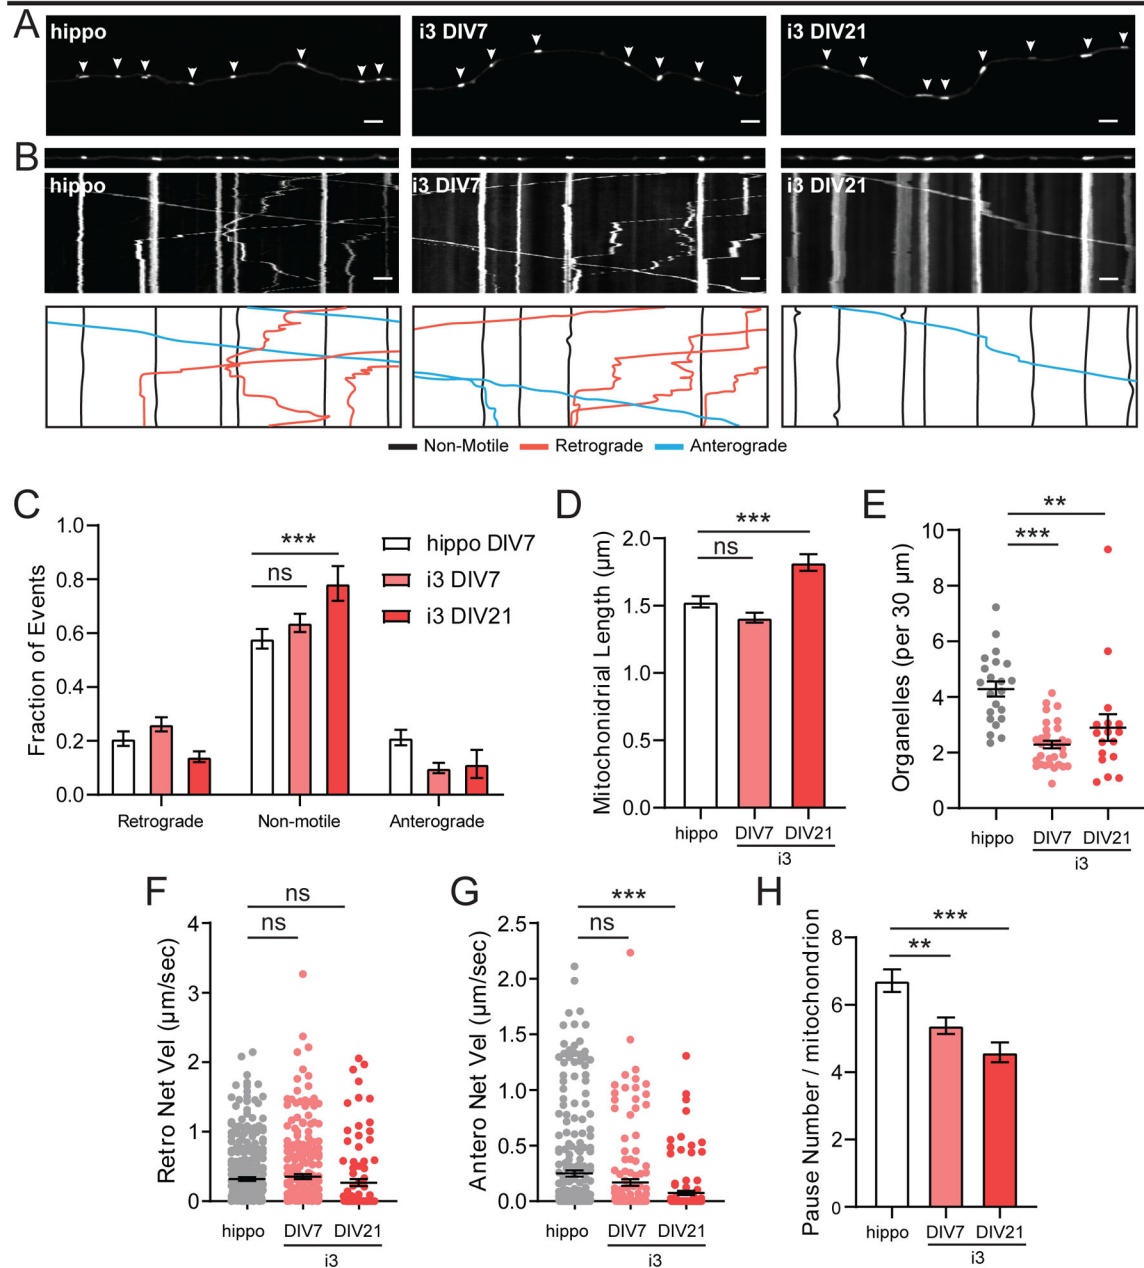 A
hippo
i3 DIV7
i3 DIV21
B
hippo
i3 DIV7
i3 DIV21
Non-Motile Retrograde Anterograde
C
Fraction of Events
1.0
0.8
0.6
0.4
0.2
0.0
ns
***
hippo DIV7
i3 DIV7
i3 DIV21
Retrograde Non-motile Anterograde
D
Mitochondrial Length (μm)
2.0
1.5
1.0
0.5
0.0
ns
***
hippo DIV7 DIV21
i3
E
Organelles (per 30 μm)
10
8
6
4
2
0
**
***
hippo DIV7 DIV21
i3
F
Retro Net Vel (μm/sec)
4
3
2
1
0
ns
ns
hippo DIV7 DIV21
i3
G
Antero Net Vel (μm/sec)
2.5
2.0
1.5
1.0
0.5
0.0
***
ns
hippo DIV7 DIV21
i3
H
Pause Number / mitochondrion
8
6
4
2
0
***
**
hippo DIV7 DIV21
i3